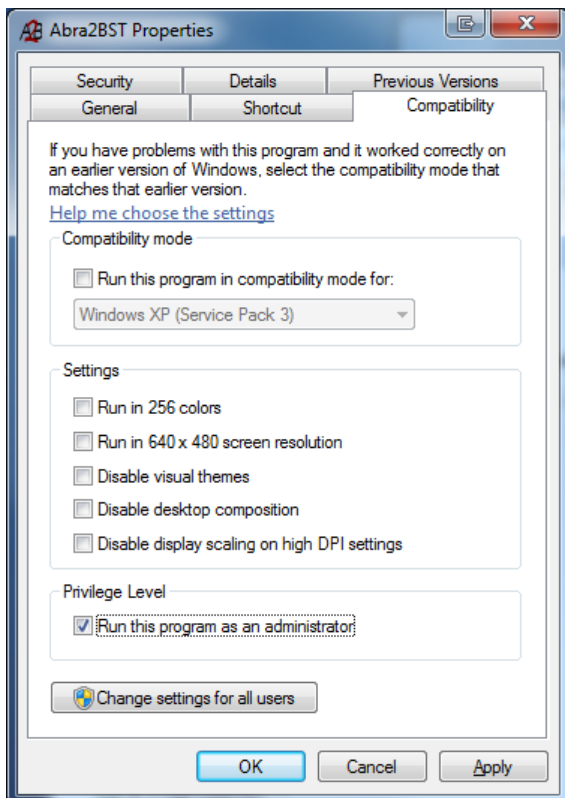 Abra2BST Properties
Security Details Previous Versions
General Shortcut Compatibility
If you have problems with this program and it worked correctly on
an earlier version of Windows, select the compatibility mode that
matches that earlier version.
Help me choose the settings
Compatibility mode
Run this program in compatibility mode for:
Windows XP (Service Pack 3)
Settings
Run in 256 colors
Run in 640 x 480 screen resolution
Disable visual themes
Disable desktop composition
Disable display scaling on high DPI settings
Privilege Level
Run this program as an administrator
Change settings for all users
OK Cancel Apply